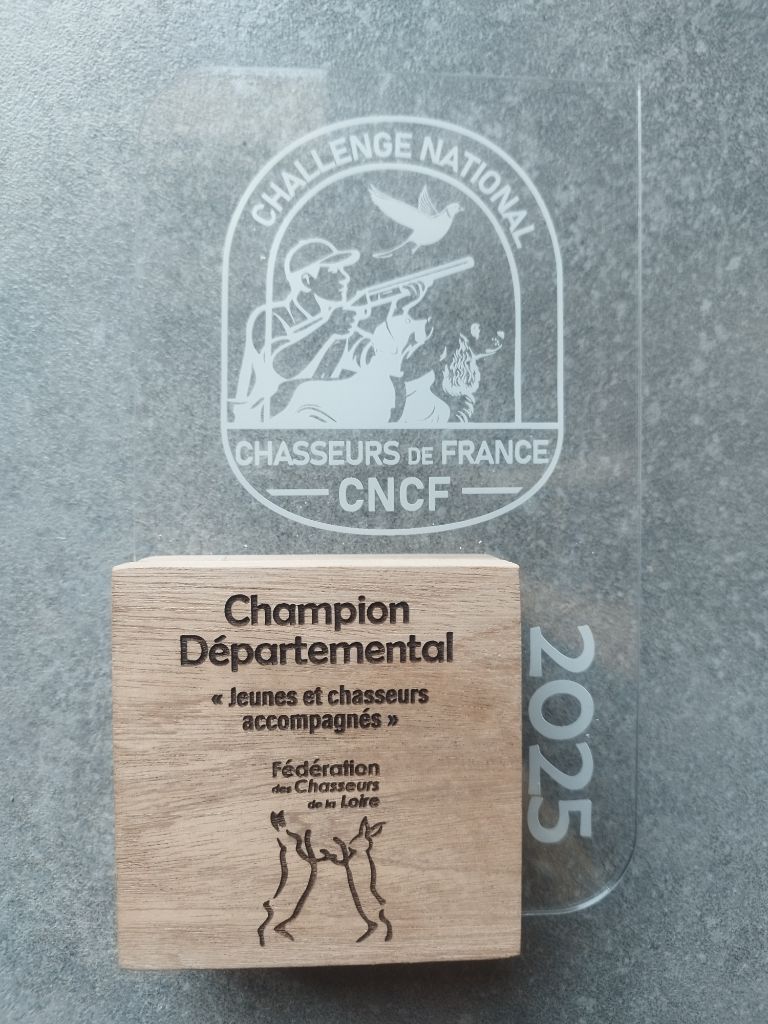 CHALLENGE NATIONAL
CHASSEURS DE FRANCE
CNCF
Champion
Départemental
« Jeunes et chasseurs
accompagnés »
Fédération
des Chasseurs
de la Loire
2025